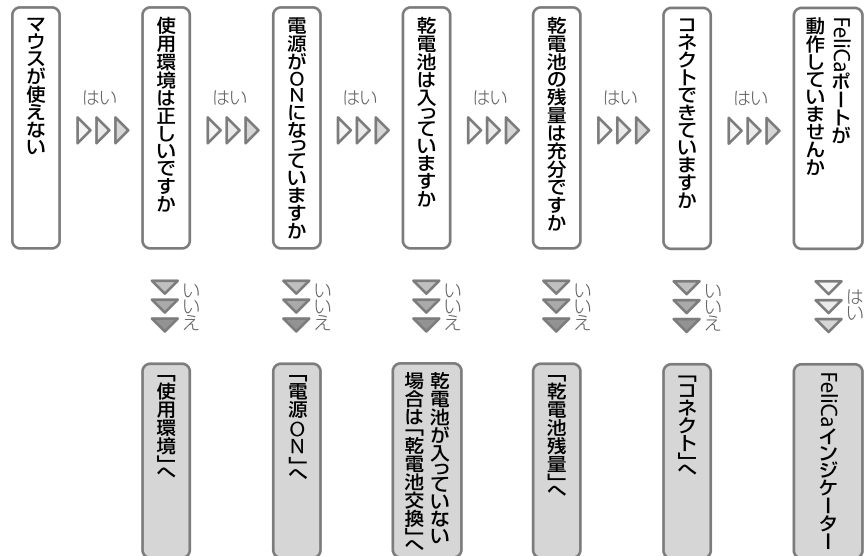 マウスが使えない
はい
使用環境は正しいですか
はい
電源がONになっていますか
はい
乾電池は入っていますか
はい
乾電池の残量は充分ですか
はい
コネクトできていますか
はい
FeliCaポートが
動作していませんか
いいえ
いいえ
いいえ
いいえ
いいえ
はい
「使用環境」へ
「電源ON」へ
乾電池が入っていない
場合は「乾電池交換」へ
「乾電池残量」へ
「コネクト」へ
FeliCaインジケーター